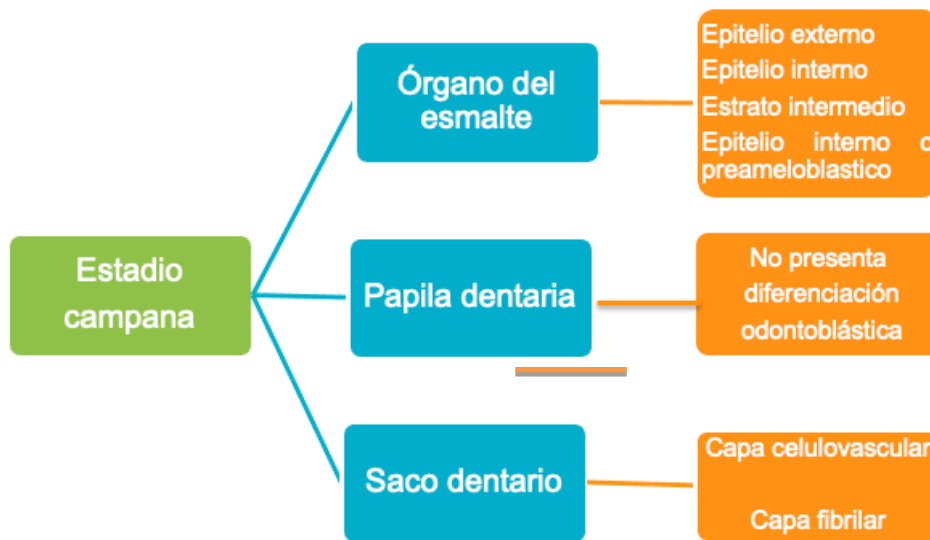 Estadio
campana
Órgano del
esmalte
Epitelio externo
Epitelio interno
Estrato intermedio
Epitelio interno o
preameloblastico
Papila dentaria
No presenta
diferenciación
odontoblástica
Saco dentario
Capa celulovascular
Capa fibrilar